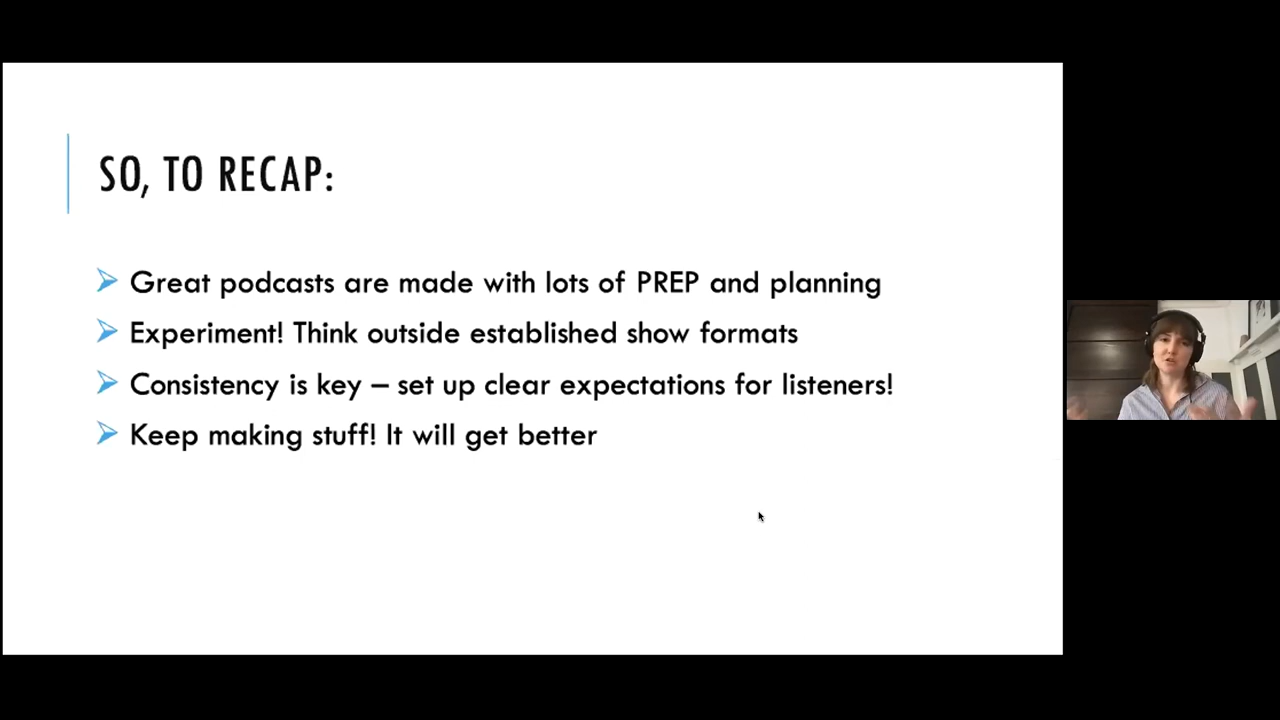 SO, TO RECAP:
Great podcasts are made with lots of PREP and planning
Experiment! Think outside established show formats
Consistency is key – set up clear expectations for listeners!
Keep making stuff! It will get better